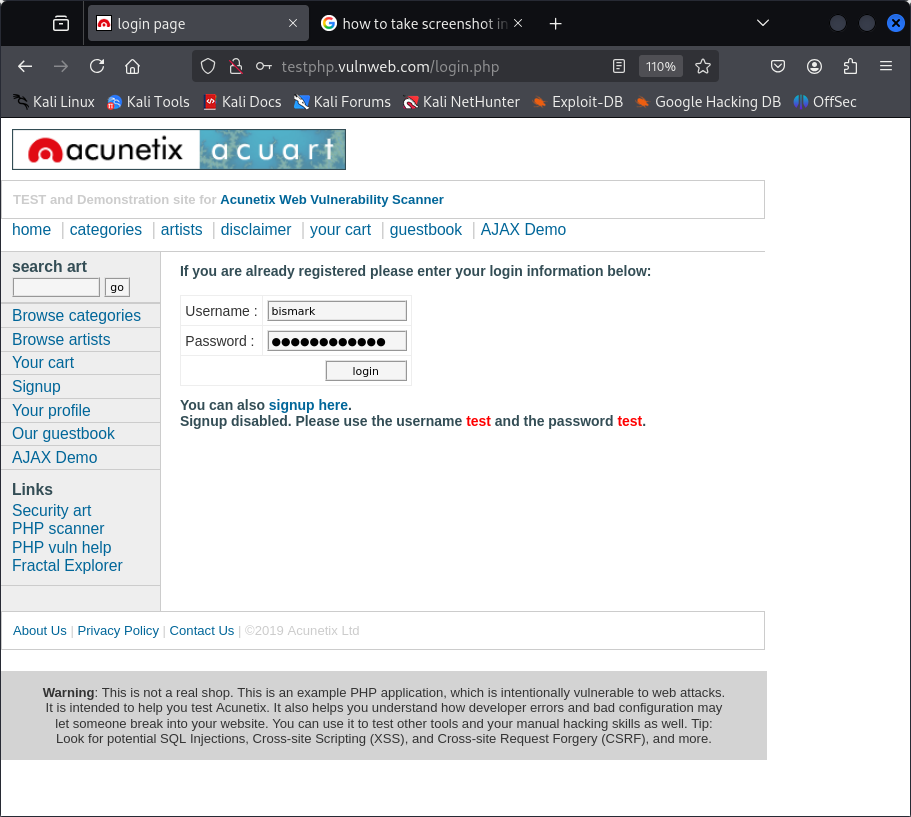 login page
how to take screenshot in
testphp.vulnweb.com/login.php
110%
Kali Linux Kali Tools Kali Docs Kali Forums Kali NetHunter Exploit-DB Google Hacking DB OffSec
acunetix acuart
TEST and Demonstration site for Acunetix Web Vulnerability Scanner
home | categories | artists | disclaimer | your cart | guestbook | AJAX Demo
search art
go
Browse categories
Browse artists
Your cart
Signup
Your profile
Our guestbook
AJAX Demo
Links
Security art
PHP scanner
PHP vuln help
Fractal Explorer
If you are already registered please enter your login information below:
Username : bismark
Password : ●●●●●●●●●●●●
login
You can also signup here.
Signup disabled. Please use the username test and the password test.
About Us | Privacy Policy | Contact Us | ©2019 Acunetix Ltd
Warning: This is not a real shop. This is an example PHP application, which is intentionally vulnerable to web attacks.
It is intended to help you test Acunetix. It also helps you understand how developer errors and bad configuration may
let someone break into your website. You can use it to test other tools and your manual hacking skills as well. Tip:
Look for potential SQL Injections, Cross-site Scripting (XSS), and Cross-site Request Forgery (CSRF), and more.